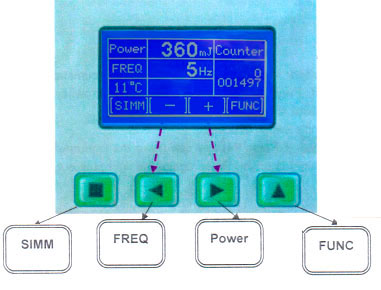 Power 360mJ Counter
FREQ 5Hz 0
001497
11°C
[SIMM][ – ][ + ][FUNC]
SIMM FREQ Power FUNC